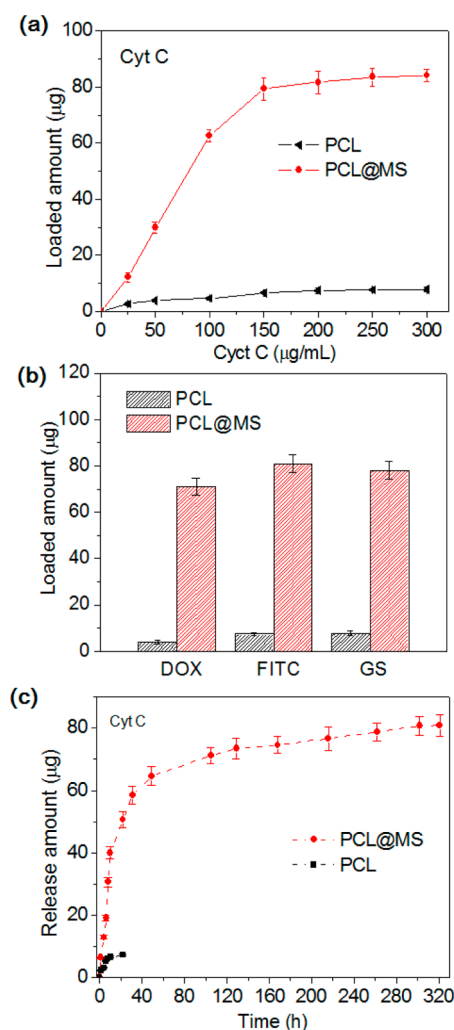 (a)
Cyt C
PCL
PCL@MS
Loaded amount (μg)
100
80
60
40
20
0
0 50 100 150 200 250 300
Cyct C (μg/mL)
(b)
PCL
PCL@MS
Loaded amount (μg)
120
100
80
60
40
20
0
DOX FITC GS
(c)
Cyt C
PCL@MS
PCL
Release amount (μg)
80
60
40
20
0
0 40 80 120 160 200 240 280 320
Time (h)